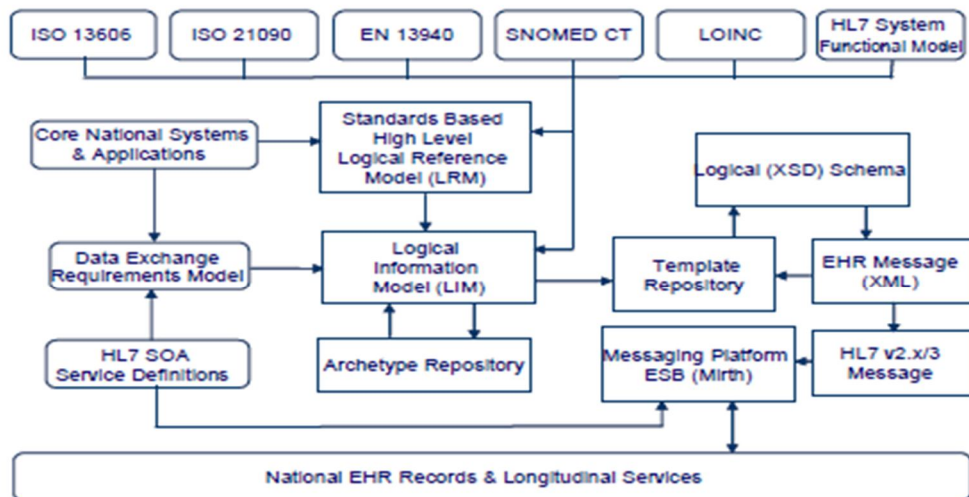 ISO 13606
ISO 21090
EN 13940
SNOMED CT
LOINC
HL7 System
Functional Model
Core National Systems
& Applications
Standards Based
High Level
Logical Reference
Model (LRM)
Logical (XSD) Schema
Data Exchange
Requirements Model
Logical
Information
Model (LIM)
Template
Repository
EHR Message
(XML)
HL7 SOA
Service Definitions
Archetype Repository
Messaging Platform
ESB (Mirth)
HL7 v2.x/3
Message
National EHR Records & Longitudinal Services